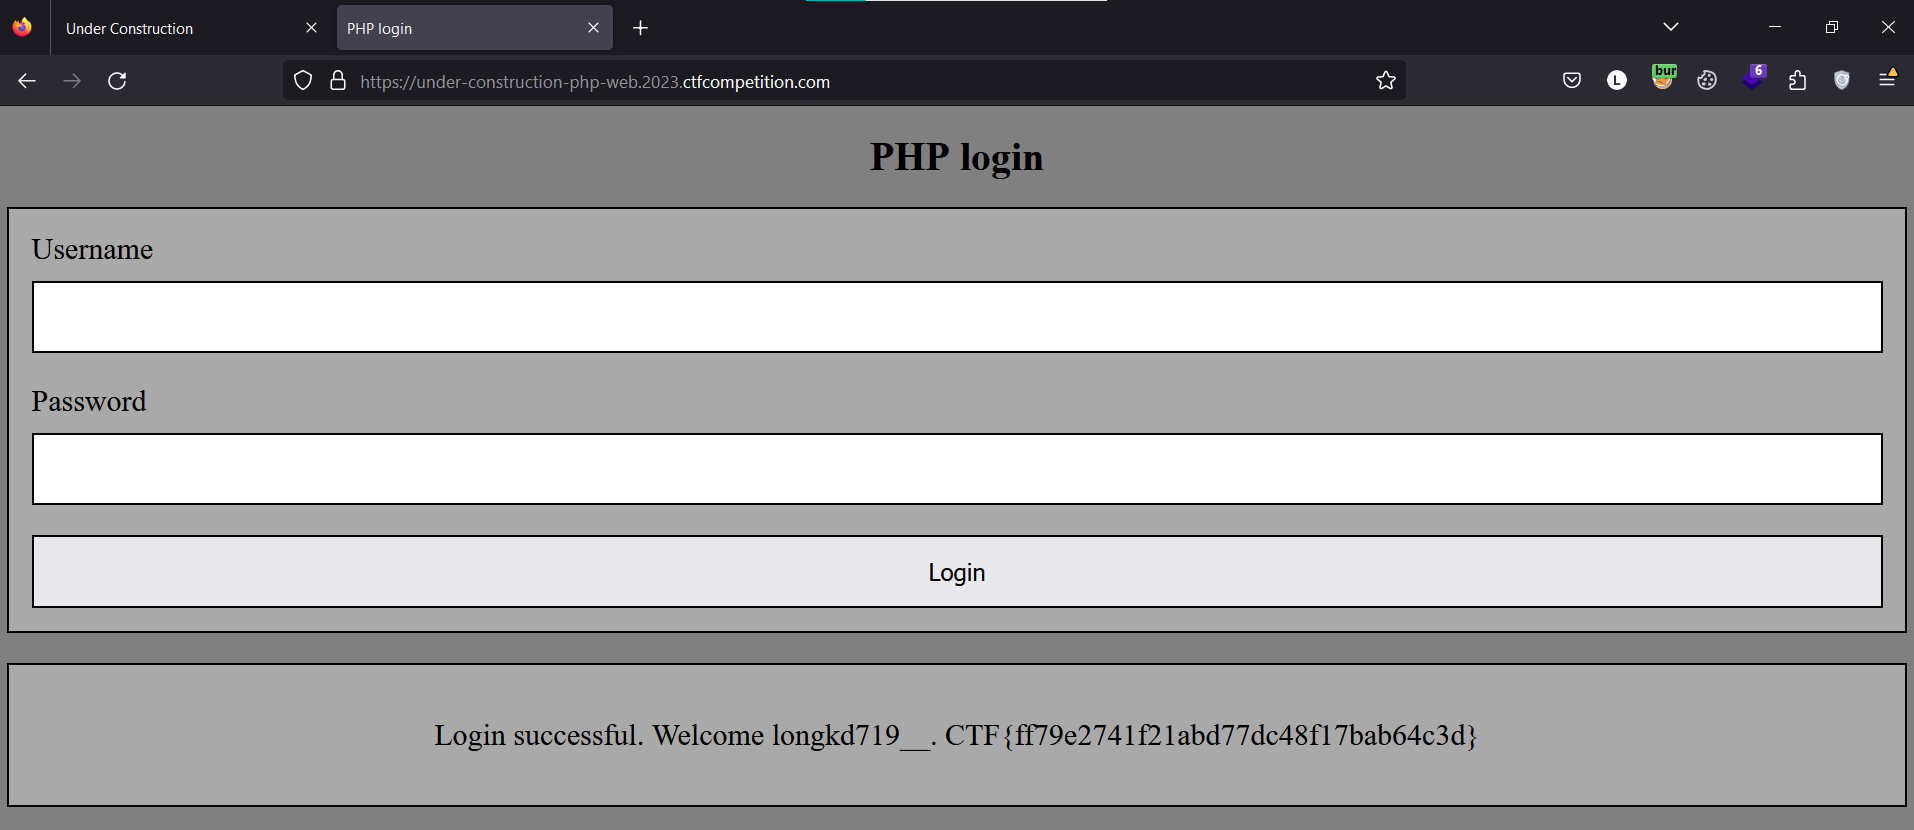 Under Construction
PHP login
https://under-construction-php-web.2023.ctfcompetition.com
L
bur
6
PHP login
Username
Password
Login
Login successful. Welcome longkd719__. CTF{ff79e2741f21abd77dc48f17bab64c3d}